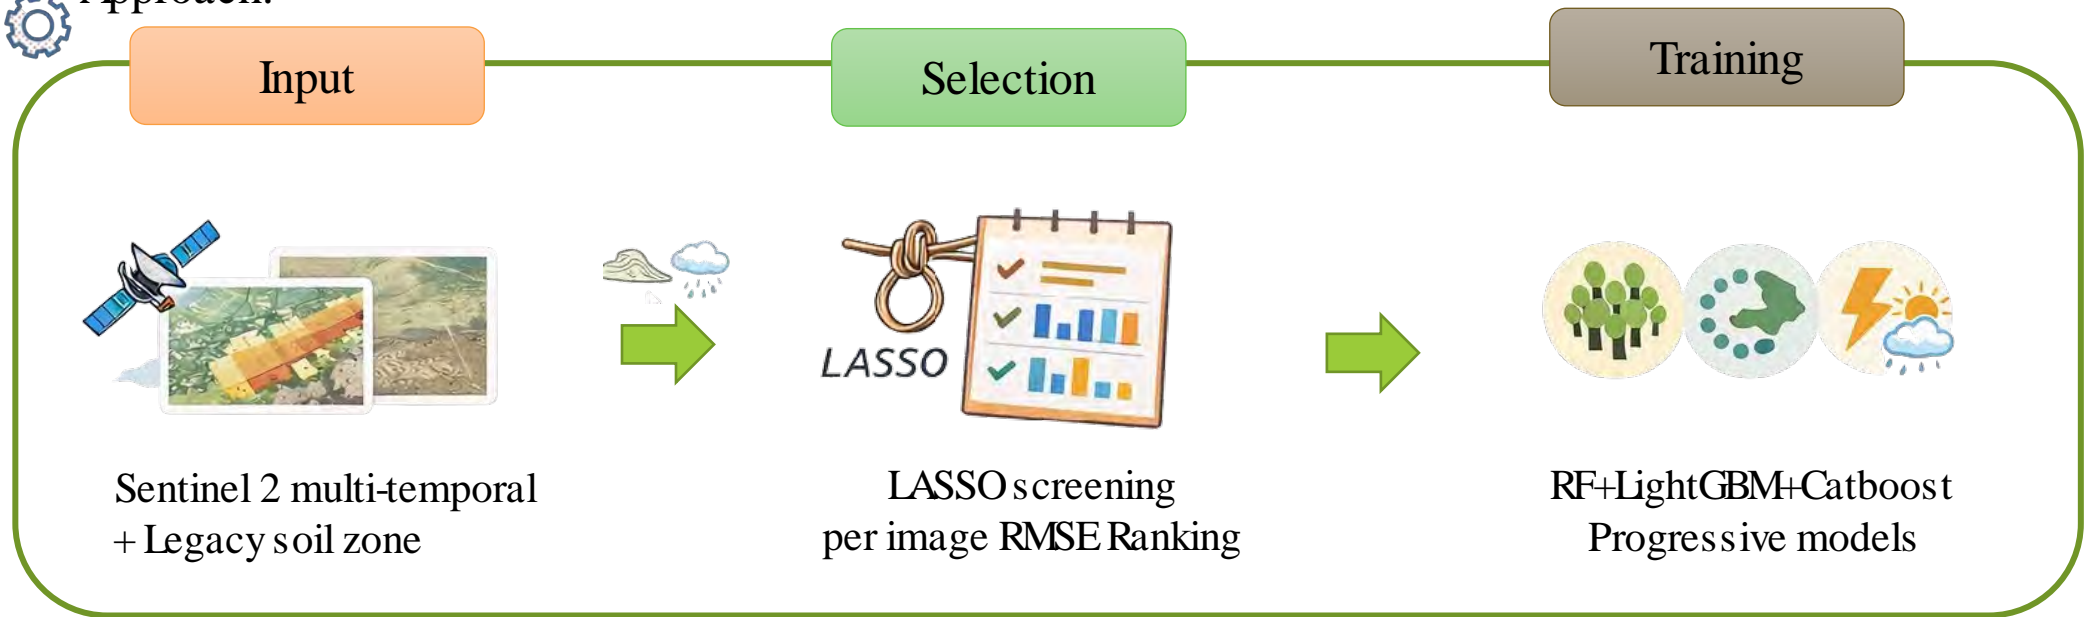 Approach:
Input
Selection
Training
LASSO
Sentinel 2 multi-temporal
+ Legacy soil zone
LASSO screening
per image RMSE Ranking
RF+LightGBM+Catboost
Progressive models